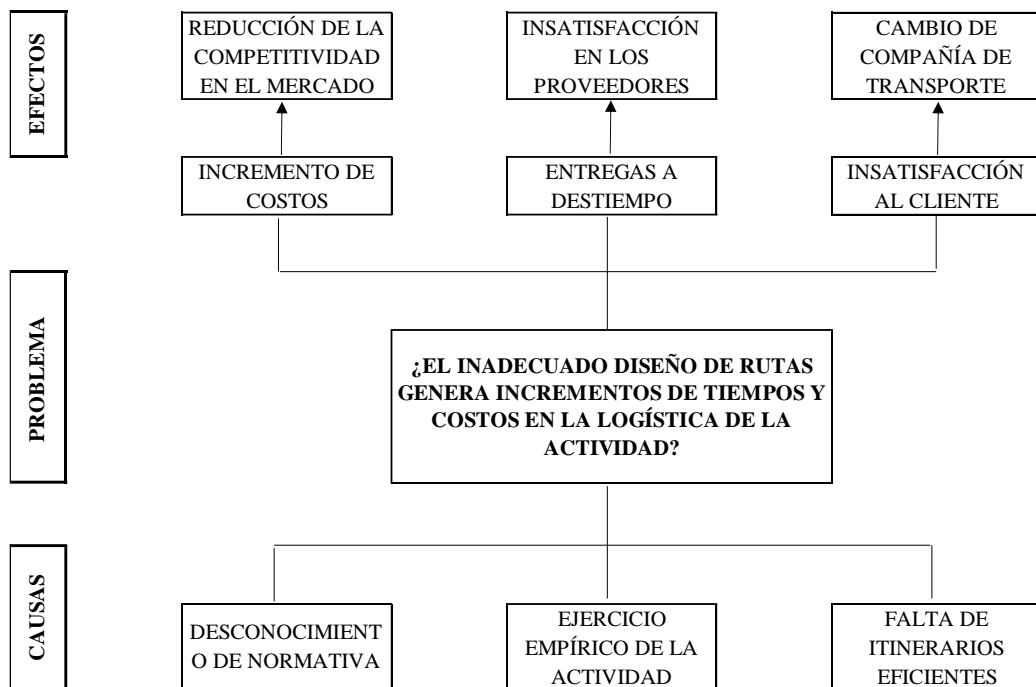 EFECTOS
REDUCCIÓN DE LA
COMPETITIVIDAD
EN EL MERCADO
INSATISFACCIÓN
EN LOS
PROVEEDORES
CAMBIO DE
COMPAÑÍA DE
TRANSPORTE
INCREMENTO DE
COSTOS
ENTREGAS A
DESTIEMPO
INSATISFACCIÓN
AL CLIENTE
PROBLEMA
¿EL INADECUADO DISEÑO DE RUTAS
GENERA INCREMENTOS DE TIEMPOS Y
COSTOS EN LA LOGÍSTICA DE LA
ACTIVIDAD?
CAUSAS
DESCONOCIMIENT
O DE NORMATIVA
EJERCICIO
EMPÍRICO DE LA
ACTIVIDAD
FALTA DE
ITINERARIOS
EFICIENTES